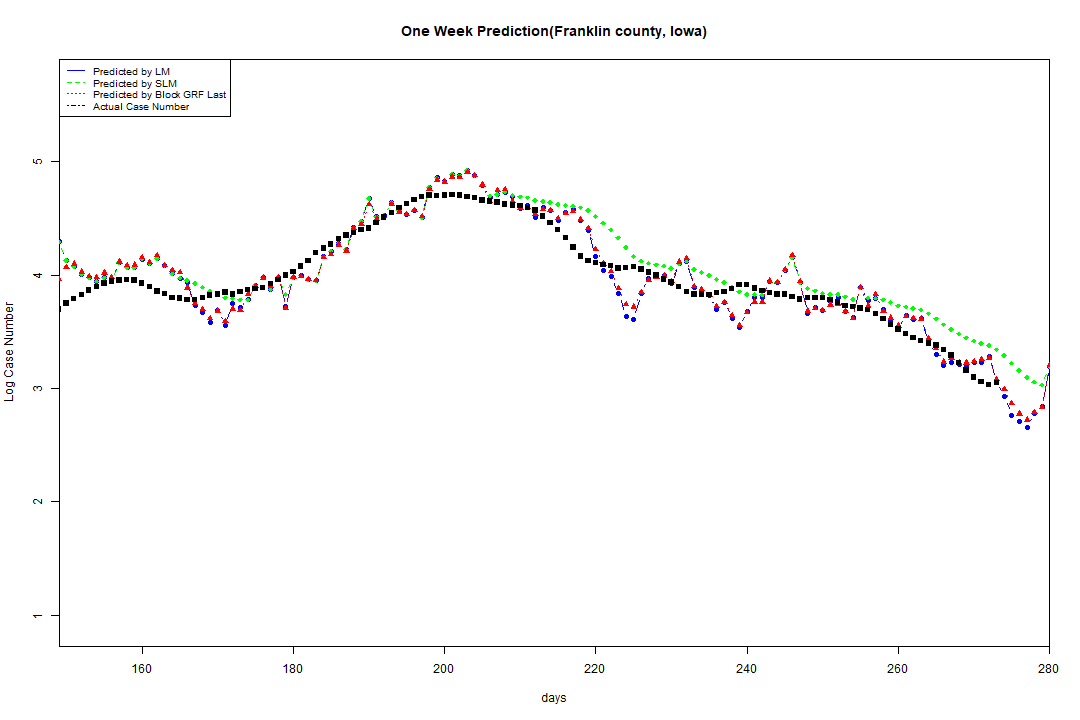 One Week Prediction(Franklin county, Iowa)
Predicted by LM
Predicted by SLM
Predicted by Block GRF Last
Actual Case Number
Log Case Number
5
4
3
2
1
160 180 200 220 240 260 280
days